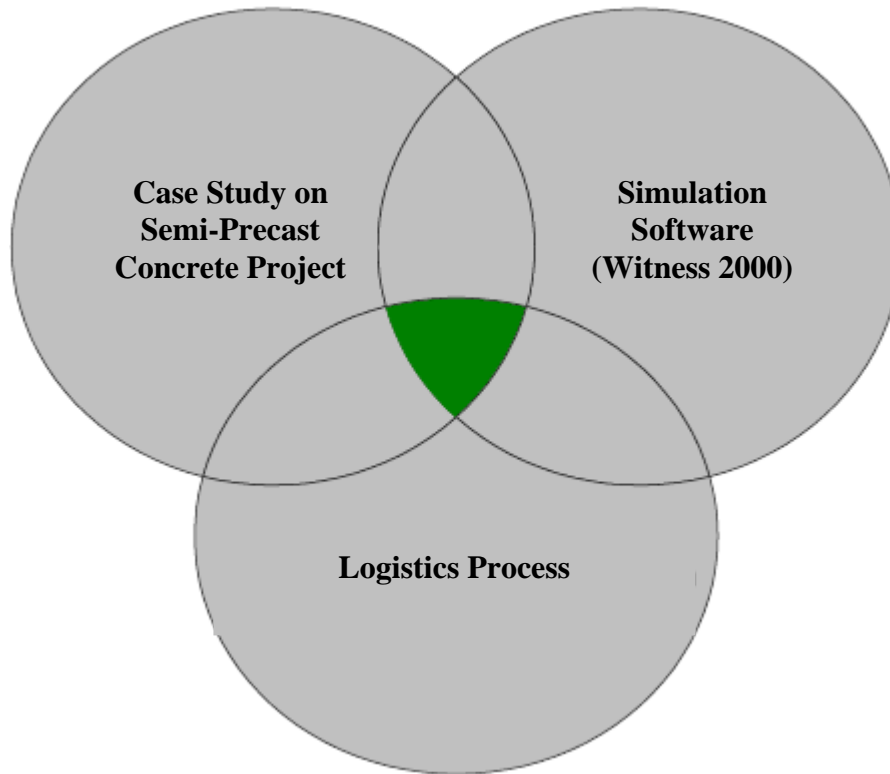 Case Study on
Semi-Precast
Concrete Project
Simulation
Software
(Witness 2000)
Logistics Process